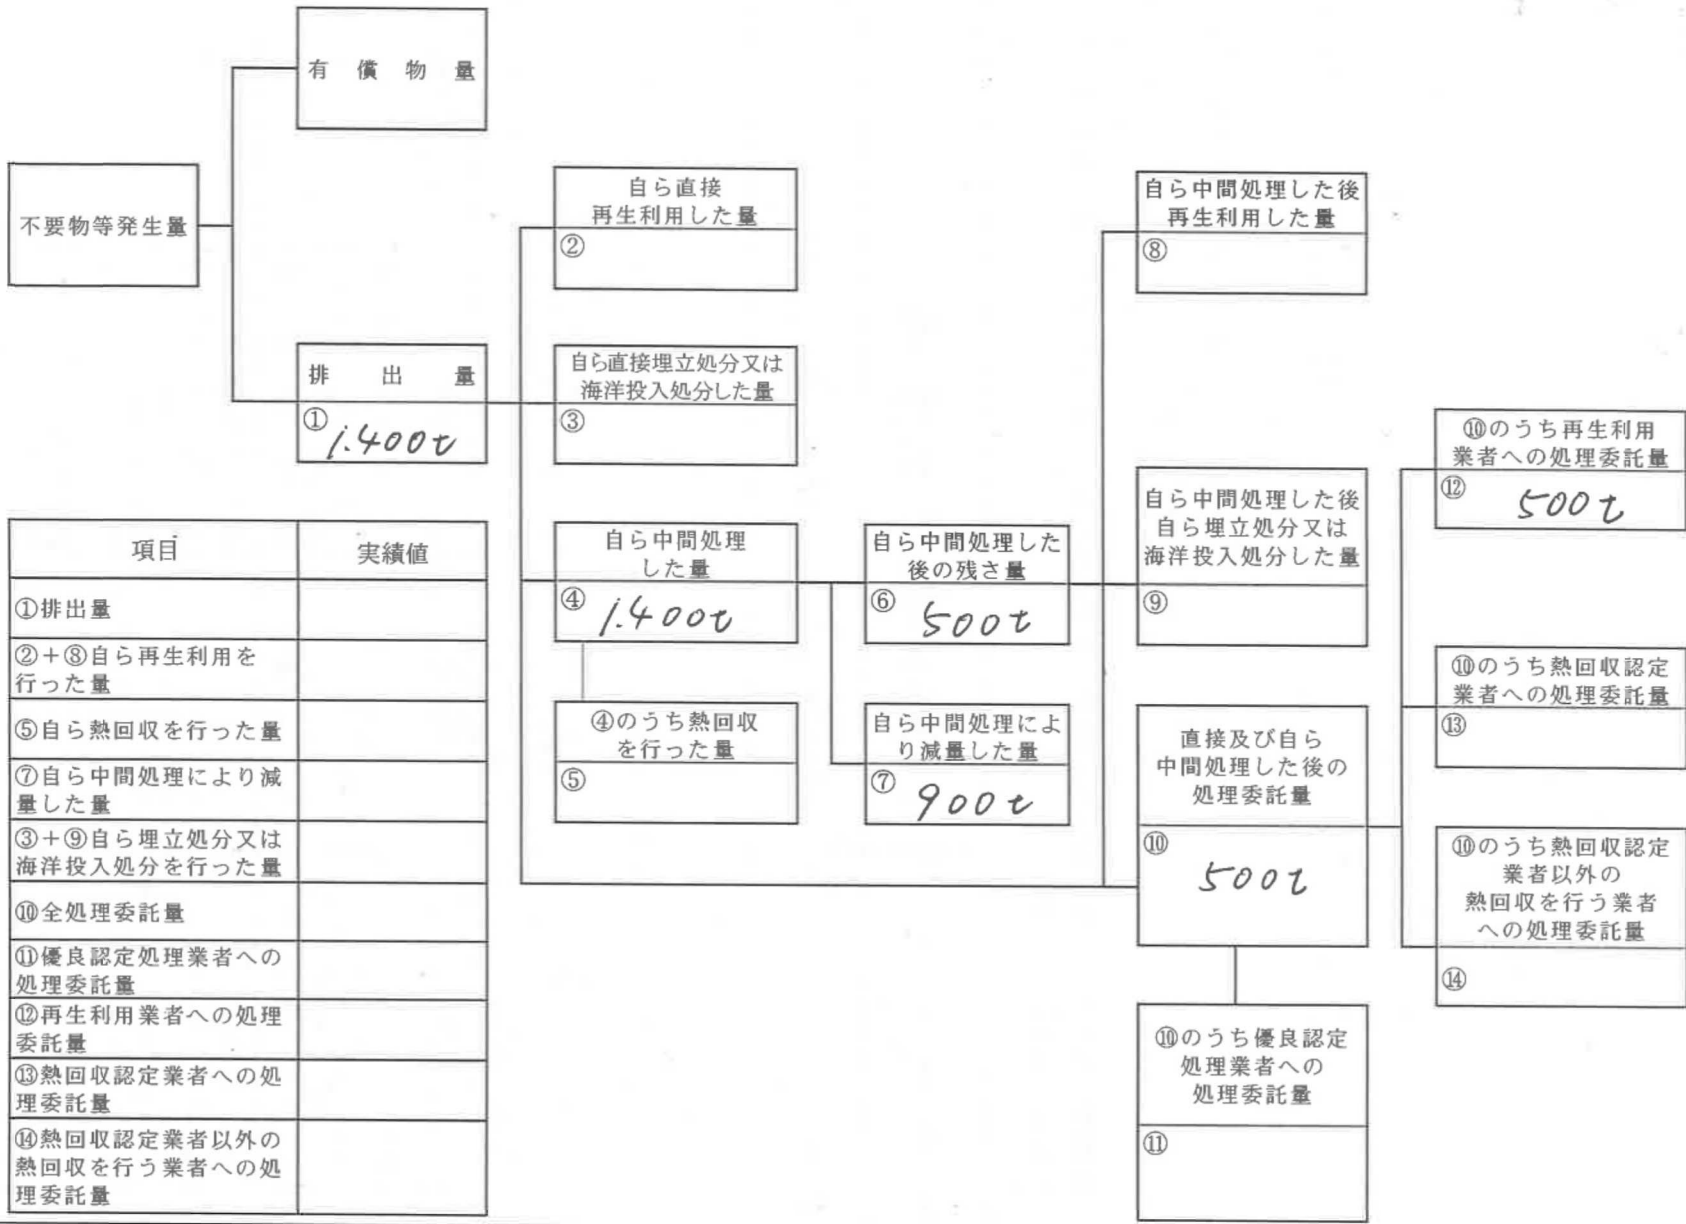 有償物量
不要物等発生量
排出量
①
1.400t
自ら直接
再生利用した量
②
自ら直接埋立処分又は
海洋投入処分した量
③
自ら中間処理
した量
④
1.400t
④のうち熱回収
を行った量
⑤
自ら中間処理した
後の残さ量
⑥
500t
自ら中間処理によ
り減量した量
⑦
900t
自ら中間処理した後
再生利用した量
⑧
自ら中間処理した後
自ら埋立処分又は
海洋投入処分した量
⑨
直接及び自ら
中間処理した後の
処理委託量
⑩
500t
⑩のうち優良認定
処理業者への
処理委託量
⑪
⑩のうち再生利用
業者への処理委託量
⑫
500t
⑩のうち熱回収認定
業者への処理委託量
⑬
⑩のうち熱回収認定
業者以外の
熱回収を行う業者
への処理委託量
⑭
項目 実績値
①排出量
②+⑧自ら再生利用を
行った量
⑤自ら熱回収を行った量
⑦自ら中間処理により減
量した量
③+⑨自ら埋立処分又は
海洋投入処分を行った量
⑩全処理委託量
⑪優良認定処理業者への
処理委託量
⑫再生利用業者への処理
委託量
⑬熱回収認定業者への処
理委託量
⑭熱回収認定業者以外の
熱回収を行う業者への処
理委託量